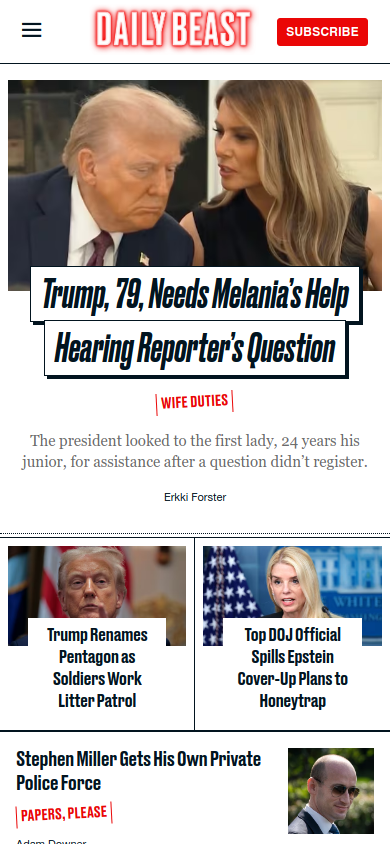 DAILY BEAST
SUBSCRIBE
Trump, 79, Needs Melania's Help
Hearing Reporter's Question
WIFE DUTIES
The president looked to the first lady, 24 years his
junior, for assistance after a question didn't register.
Erkki Forster
Trump Renames
Pentagon as
Soldiers Work
Litter Patrol
WHITE
Top DOJ Official
Spills Epstein
Cover-Up Plans to
Honeytrap
Stephen Miller Gets His Own Private
Police Force
PAPERS, PLEASE
Adam Downer